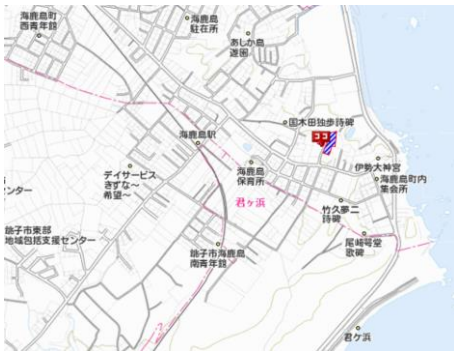 海鹿島町
西青年館
海鹿島
駐在所
あしか島
遊園
国木田独歩詩碑
33
海鹿島駅
伊勢大神宮
海鹿島町内
集会所
デイサービス
きずな～
希望～
海鹿島
保育所
君ヶ浜
竹久夢二
詩碑
ンター
銚子市東部
地域包括支援センター
尾崎咢堂
歌碑
銚子市海鹿島
南青年館
君ヶ浜